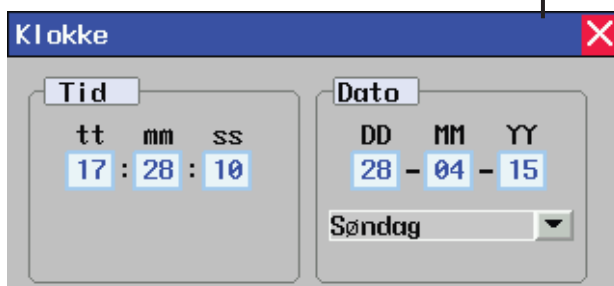 Klokke
Tid
tt mm ss
17 : 28 : 10
Dato
DD MM YY
28 - 04 - 15
Søndag